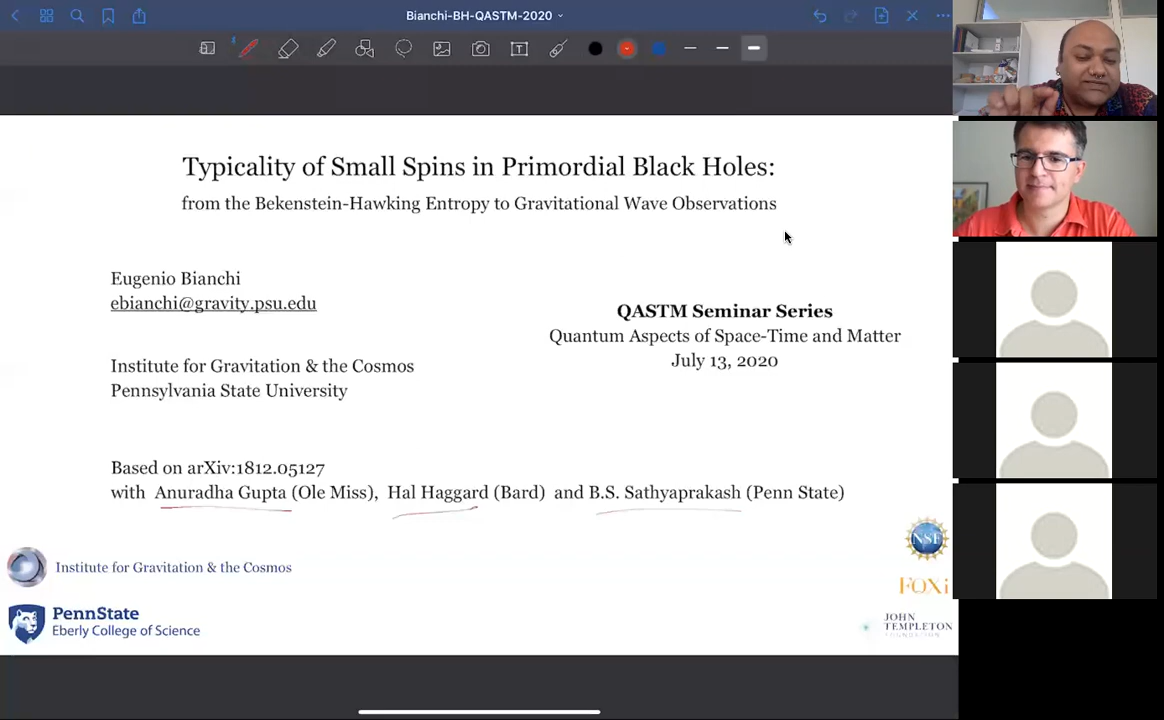 Bianchi-BH-QASTM-2020
Typicality of Small Spins in Primordial Black Holes:
from the Bekenstein-Hawking Entropy to Gravitational Wave Observations
Eugenio Bianchi
ebianchi@gravity.psu.edu
QASTM Seminar Series
Quantum Aspects of Space-Time and Matter
July 13, 2020
Institute for Gravitation & the Cosmos
Pennsylvania State University
Based on arXiv:1812.05127
with Anuradha Gupta (Ole Miss), Hal Haggard (Bard) and B.S. Sathyaprakash (Penn State)
NSF
Institute for Gravitation & the Cosmos
FQXi
PennState
Eberly College of Science
JOHN
TEMPLETON
FOUNDATION